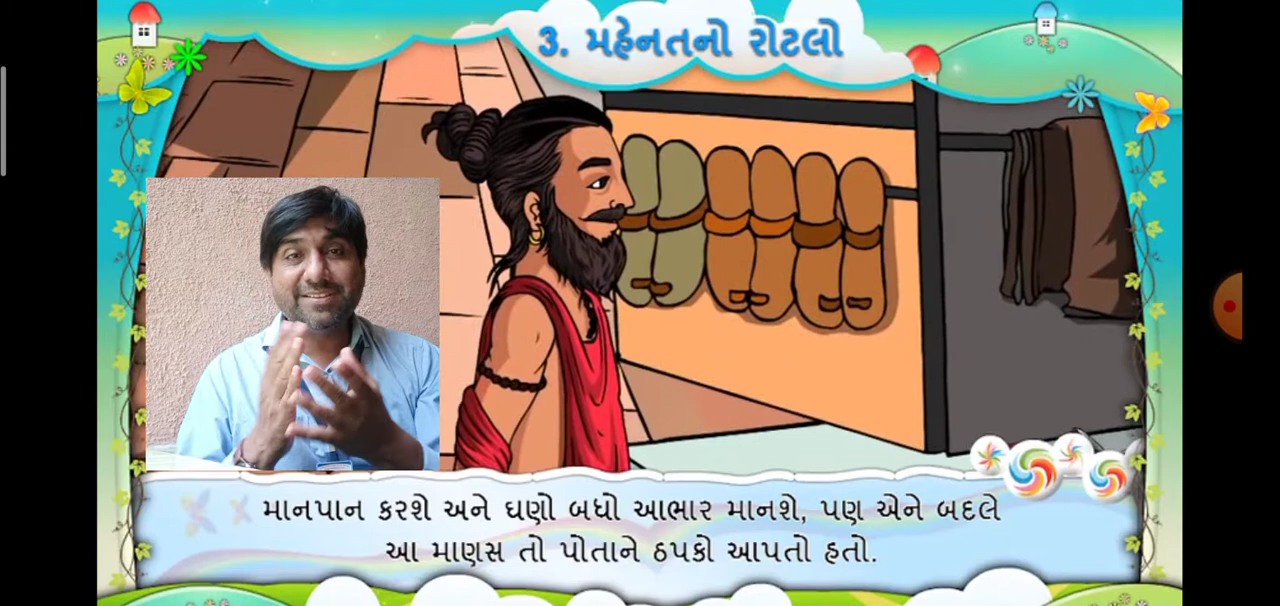 3. મહેનતનો રોટલો
માનપાન કરશે અને ઘણો બધો આભાર માનશે, પણ એને બદલે
આ માણસ તો પોતાને ઠપકો આપતો હતો.